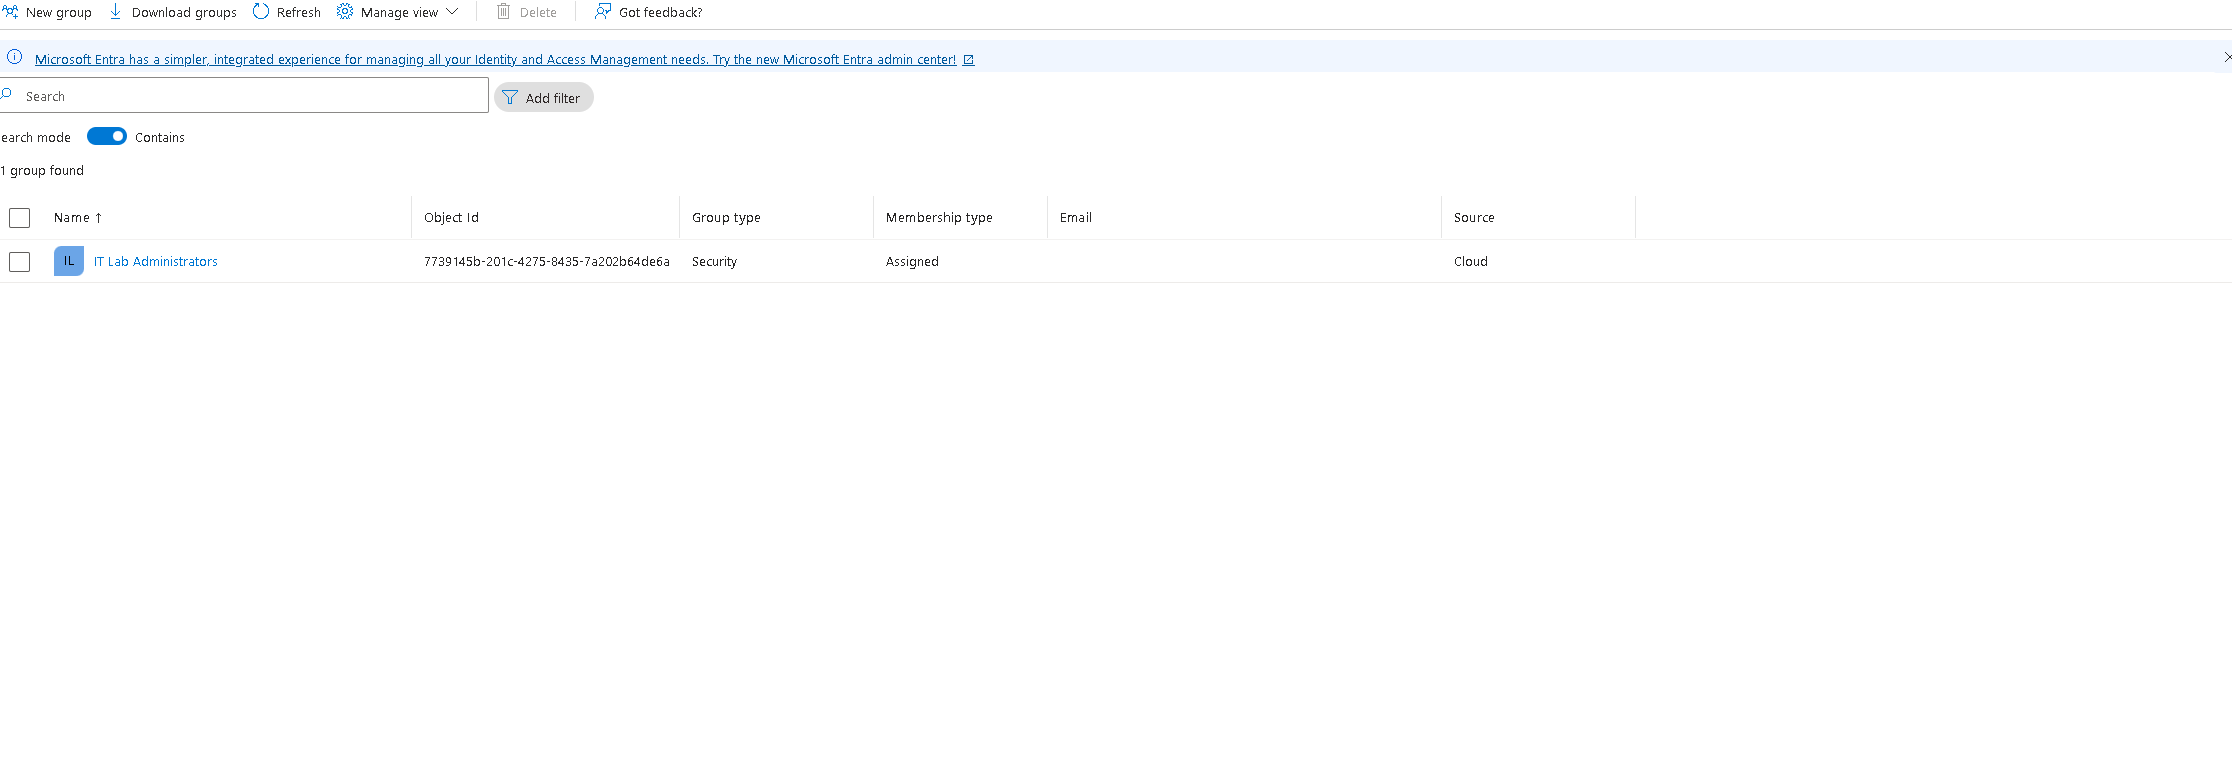 New group Download groups Refresh Manage view Delete Got feedback?
Microsoft Entra has a simpler, integrated experience for managing all your Identity and Access Management needs. Try the new Microsoft Entra admin center!
Search Add filter
earch mode Contains
1 group found
Name ↑ Object Id Group type Membership type Email Source
IL IT Lab Administrators 7739145b-201c-4275-8435-7a202b64de6a Security Assigned Cloud